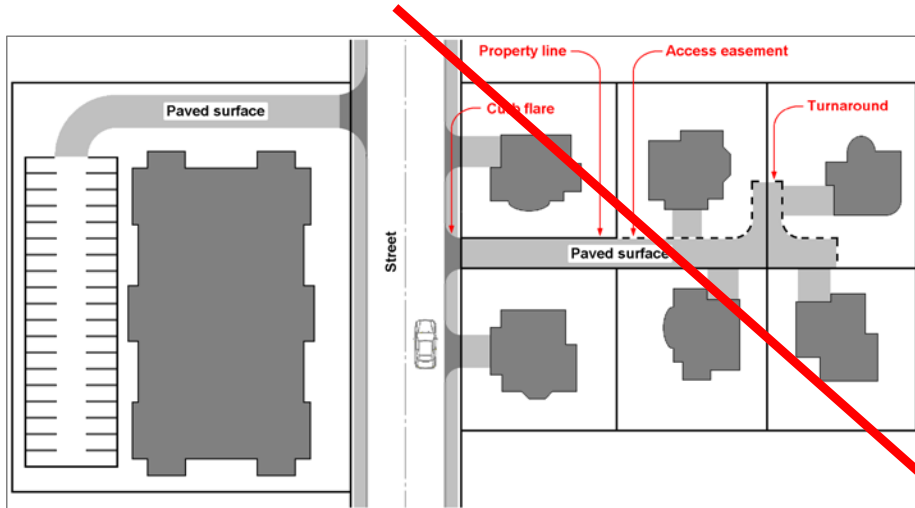 Property line
Access easement
Paved surface
Curb flare
Turnaround
Street
Paved surface